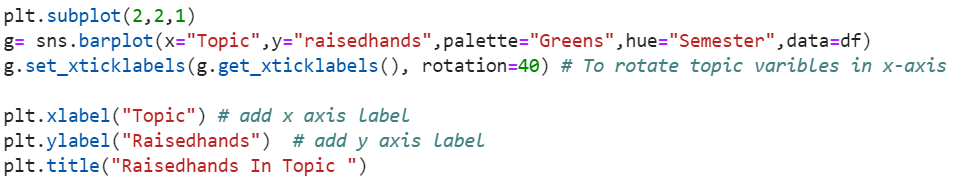 plt.subplot(2,2,1)
g= sns.barplot(x="Topic",y="raisedhands",palette="Greens",hue="Semester",data=df)
g.set_xticklabels(g.get_xticklabels(), rotation=40) # To rotate topic varibles in x-axis
plt.xlabel("Topic") # add x axis label
plt.ylabel("Raisedhands")  # add y axis label
plt.title("Raisedhands In Topic ")